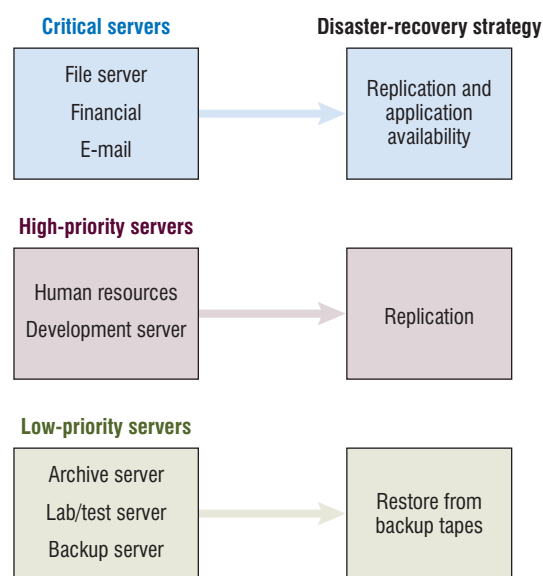 Critical servers
Disaster-recovery strategy
File server
Financial
E-mail
Replication and
application
availability
High-priority servers
Human resources
Development server
Replication
Low-priority servers
Archive server
Lab/test server
Backup server
Restore from
backup tapes